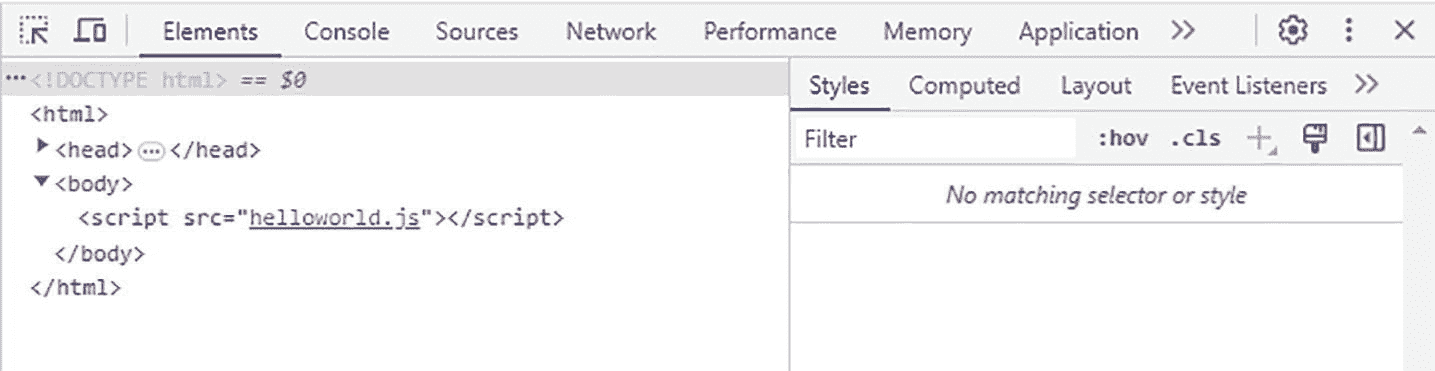 Elements Console Sources Network Performance Memory Application
<!DOCTYPE html> == $0
<html>
<head>…</head>
<body>
<script src="helloworld.js"></script>
</body>
</html>
Styles Computed Layout Event Listeners
Filter :hov .cls
No matching selector or style